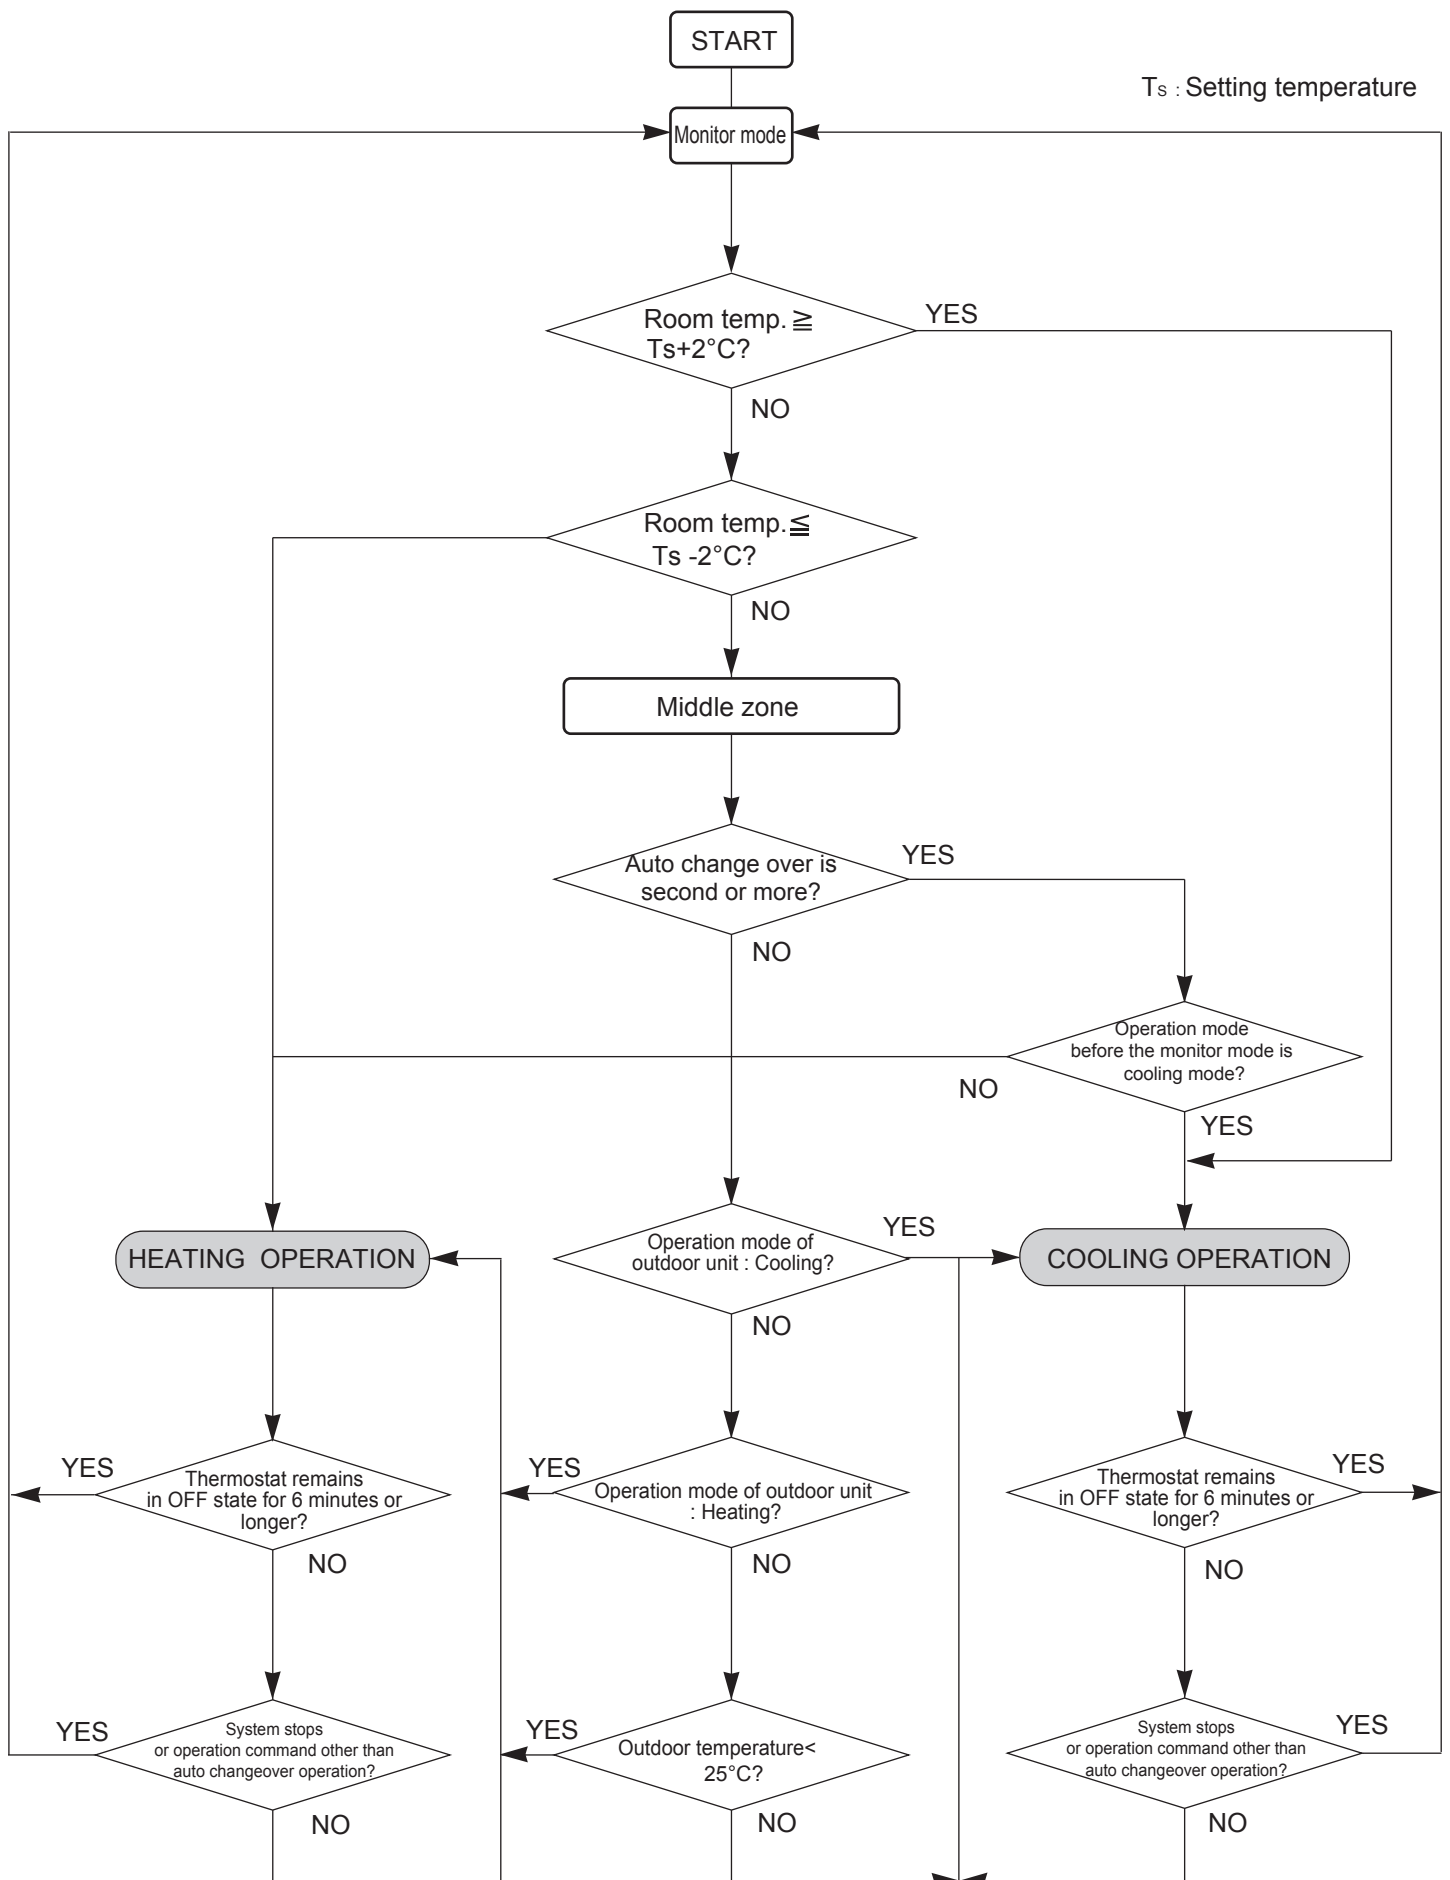 START
Ts : Setting temperature
Monitor mode
Room temp. ≧
Ts+2°C?
YES
NO
Room temp. ≦
Ts -2°C?
NO
Middle zone
Auto change over is
second or more?
YES
NO
Operation mode
before the monitor mode is
cooling mode?
NO
YES
HEATING OPERATION
Operation mode of
outdoor unit : Cooling?
YES
NO
COOLING OPERATION
YES
Thermostat remains
in OFF state for 6 minutes or
longer?
NO
YES
Operation mode of outdoor unit
: Heating?
NO
Thermostat remains
in OFF state for 6 minutes or
longer?
YES
NO
YES
System stops
or operation command other than
auto changeover operation?
NO
YES
Outdoor temperature<
25°C?
NO
System stops
or operation command other than
auto changeover operation?
YES
NO